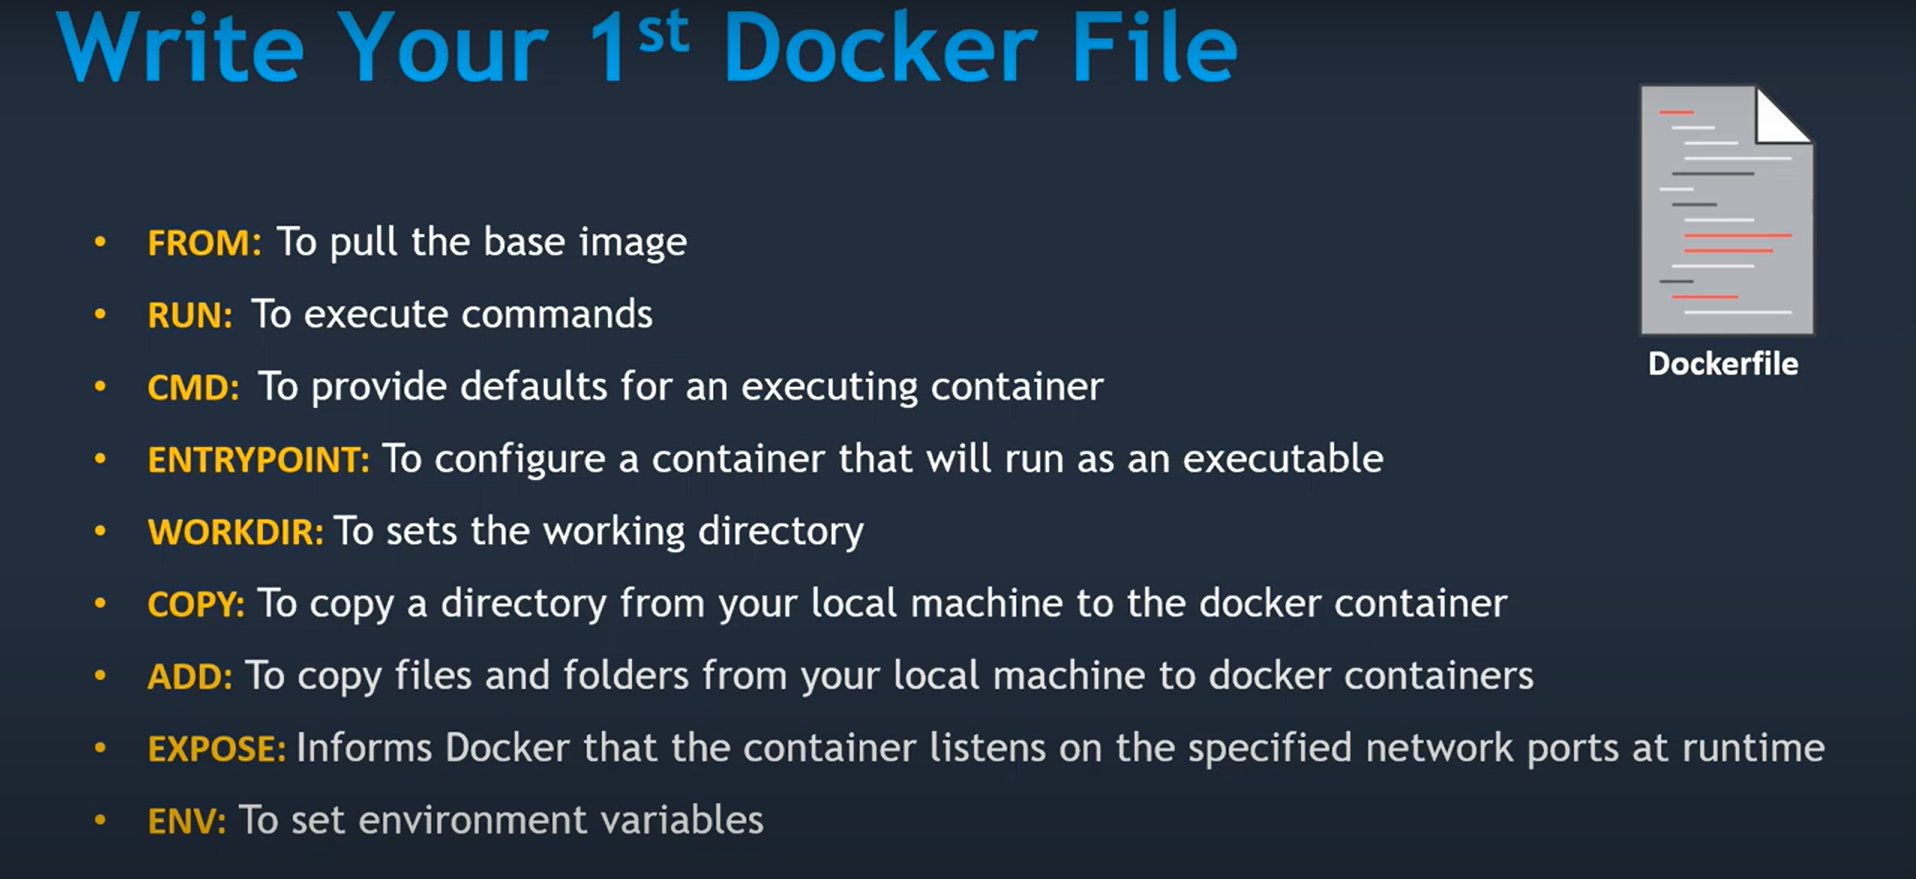 Write Your 1st Docker File
Dockerfile
• FROM: To pull the base image
• RUN: To execute commands
• CMD: To provide defaults for an executing container
• ENTRYPOINT: To configure a container that will run as an executable
• WORKDIR: To sets the working directory
• COPY: To copy a directory from your local machine to the docker container
• ADD: To copy files and folders from your local machine to docker containers
• EXPOSE: Informs Docker that the container listens on the specified network ports at runtime
• ENV: To set environment variables